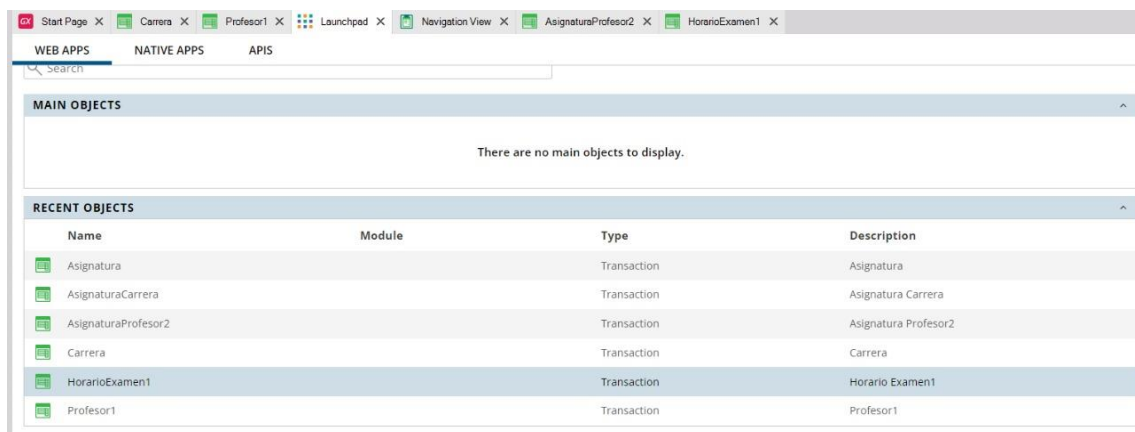 GX Start Page X Carrera X Profesor1 X Launchpad X Navigation View X AsignaturaProfesor2 X HorarioExamen1 X
WEB APPS NATIVE APPS APIS
Search
MAIN OBJECTS
There are no main objects to display.
RECENT OBJECTS
Name Module Type Description
Asignatura Transaction Asignatura
AsignaturaCarrera Transaction Asignatura Carrera
AsignaturaProfesor2 Transaction Asignatura Profesor2
Carrera Transaction Carrera
HorarioExamen1 Transaction Horario Examen1
Profesor1 Transaction Profesor1